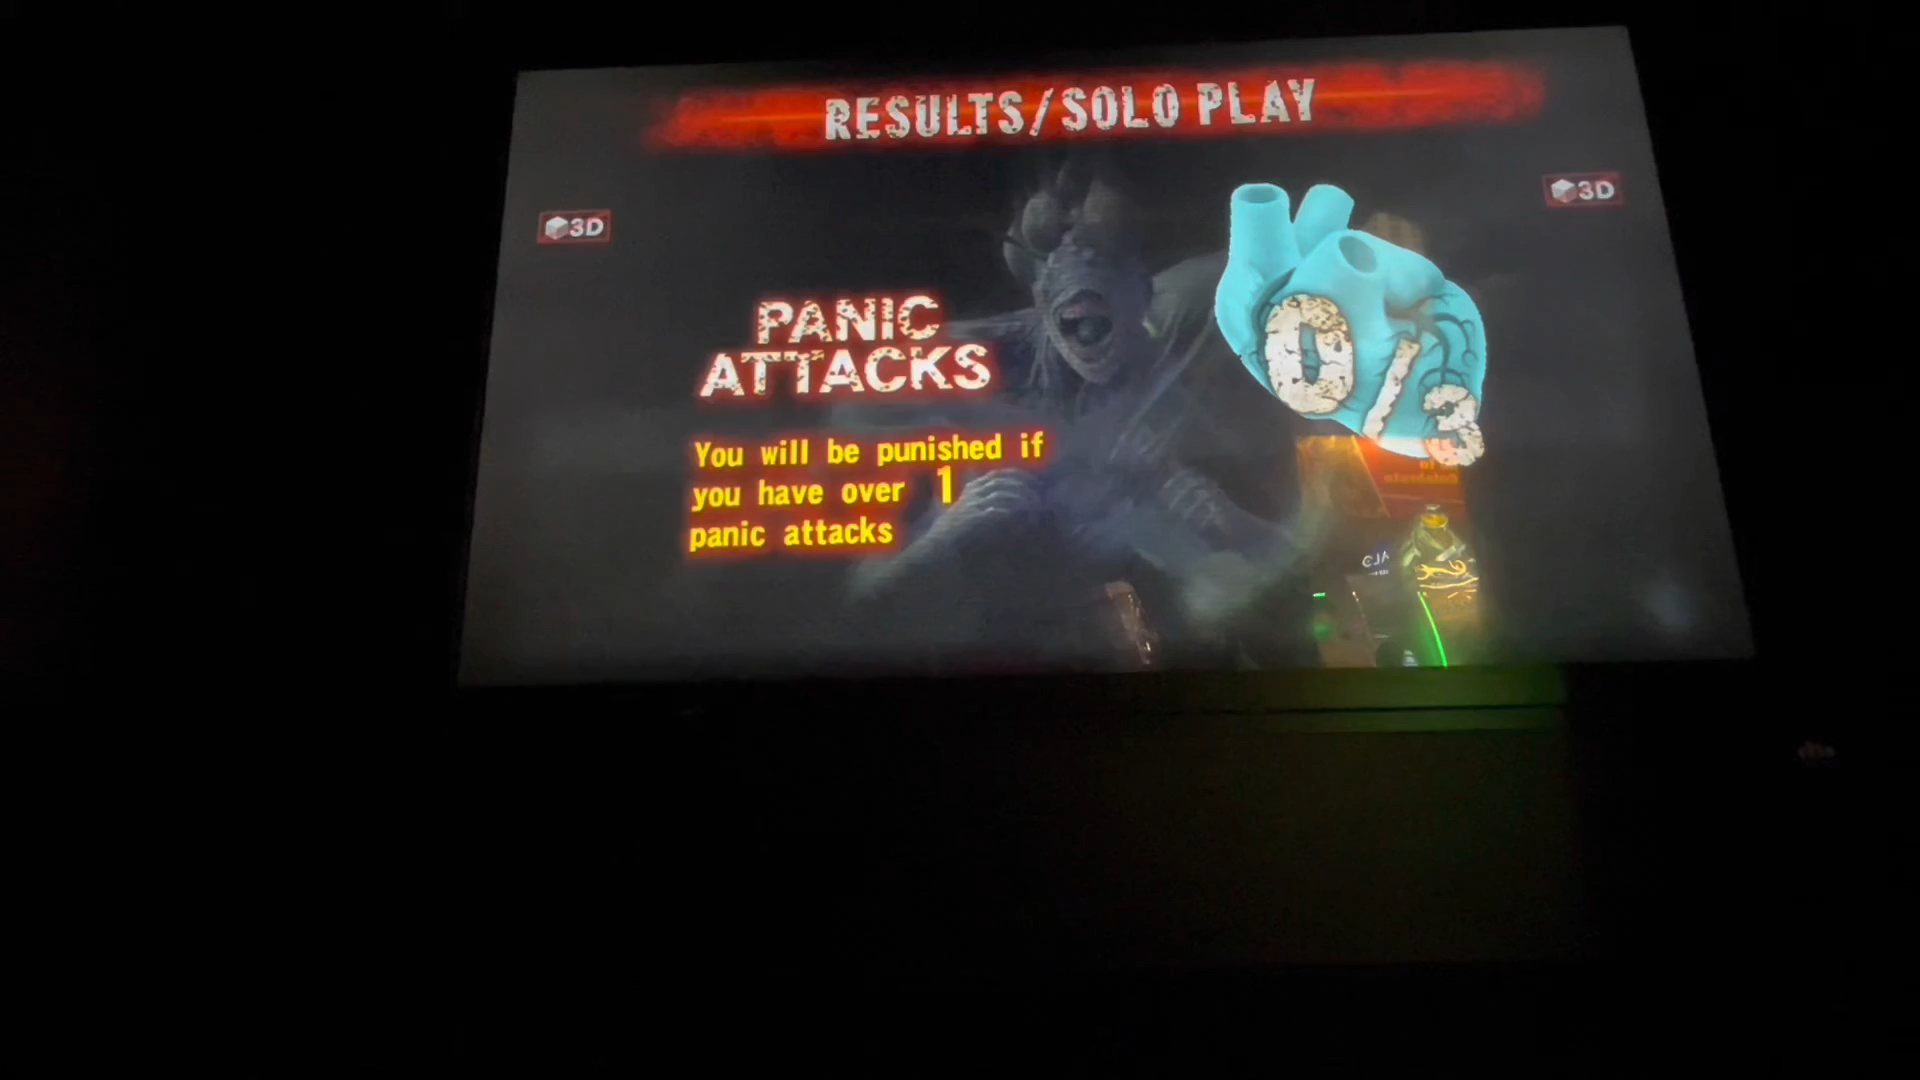 RESULTS/SOLO PLAY
3D
3D
PANIC
ATTACKS
0/3
You will be punished if
you have over 1
panic attacks